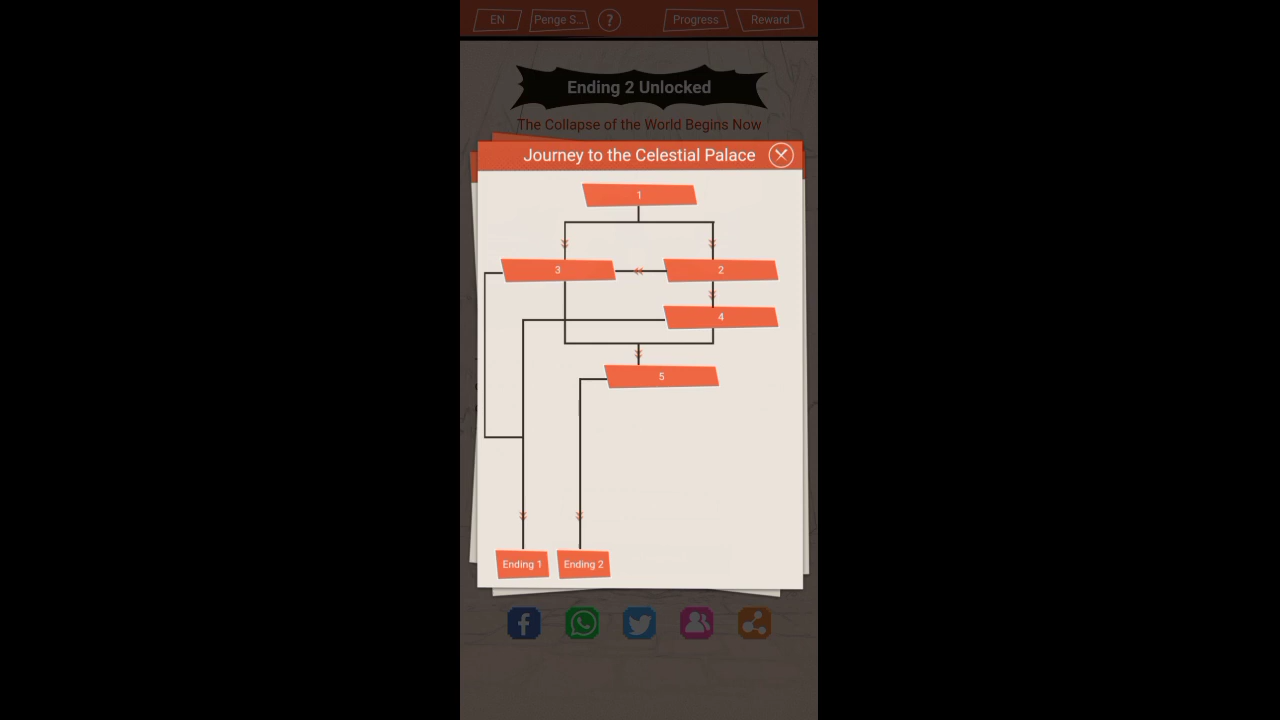 EN
Penge S...
?
Progress
Reward
Ending 2 Unlocked
The Collapse of the World Begins Now
Journey to the Celestial Palace
1
3
2
4
5
Ending 1
Ending 2